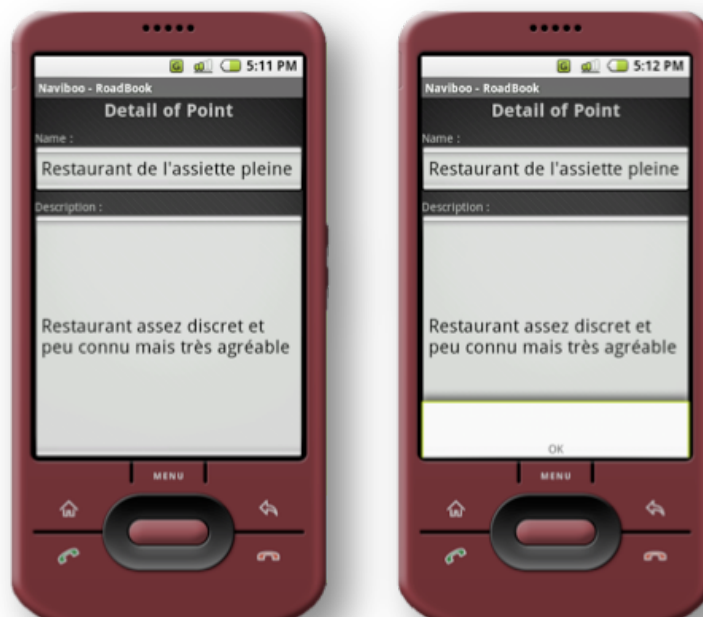 5:11 PM
Naviboo - RoadBook
Detail of Point
Name :
Restaurant de l'assiette pleine
Description :
Restaurant assez discret et
peu connu mais très agréable
MENU
5:12 PM
Naviboo - RoadBook
Detail of Point
Name :
Restaurant de l'assiette pleine
Description :
Restaurant assez discret et
peu connu mais très agréable
OK
MENU